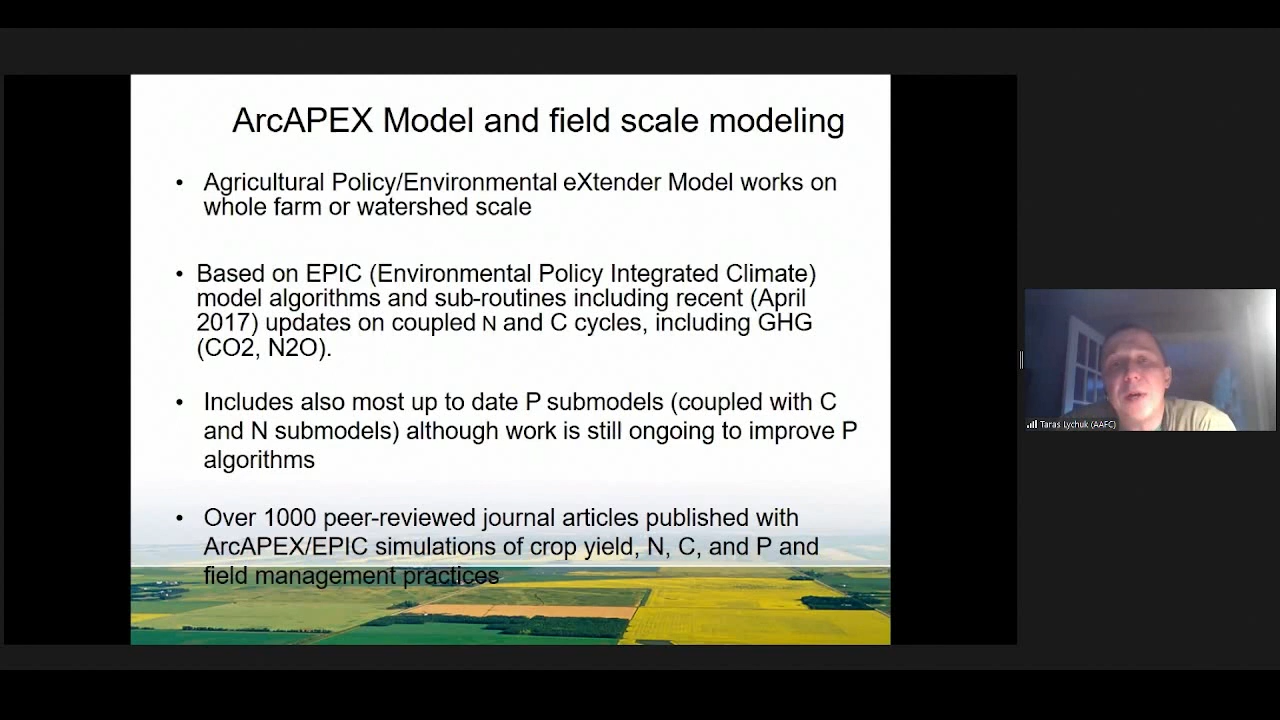 ArcAPEX Model and field scale modeling
• Agricultural Policy/Environmental eXtender Model works on
whole farm or watershed scale
• Based on EPIC (Environmental Policy Integrated Climate)
model algorithms and sub-routines including recent (April
2017) updates on coupled N and C cycles, including GHG
(CO2, N2O).
• Includes also most up to date P submodels (coupled with C
and N submodels) although work is still ongoing to improve P
algorithms
• Over 1000 peer-reviewed journal articles published with
ArcAPEX/EPIC simulations of crop yield, N, C, and P and
field management practices
Taras Lychuk (AAFC)